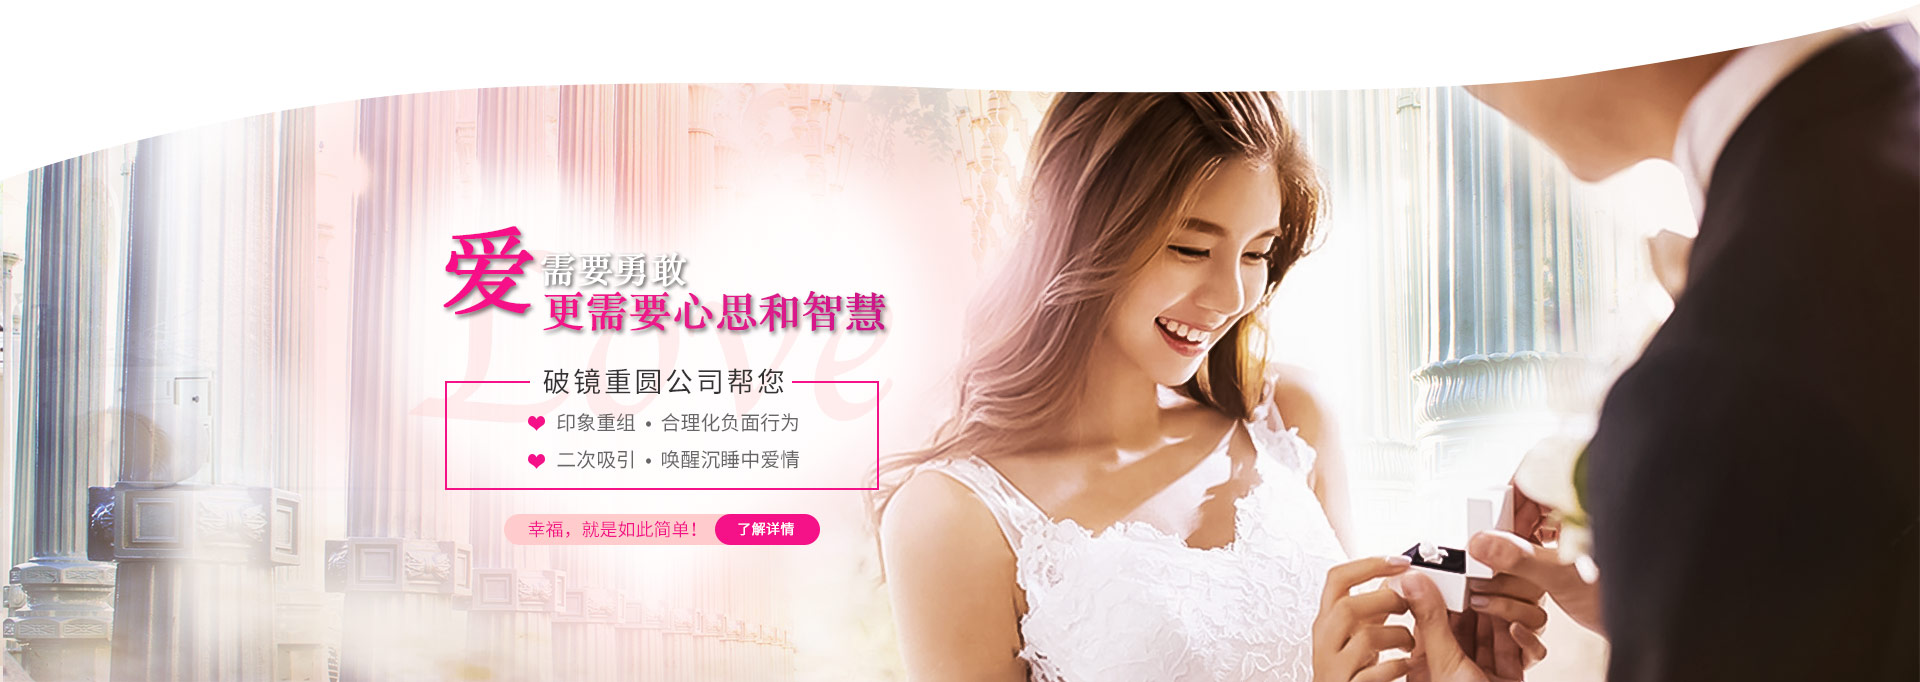 Love
爱
需要勇敢
更需要心思和智慧
破镜重圆公司帮您
❤ 印象重组 • 合理化负面行为
❤ 二次吸引 • 唤醒沉睡中爱情
幸福，就是如此简单！ 了解详情